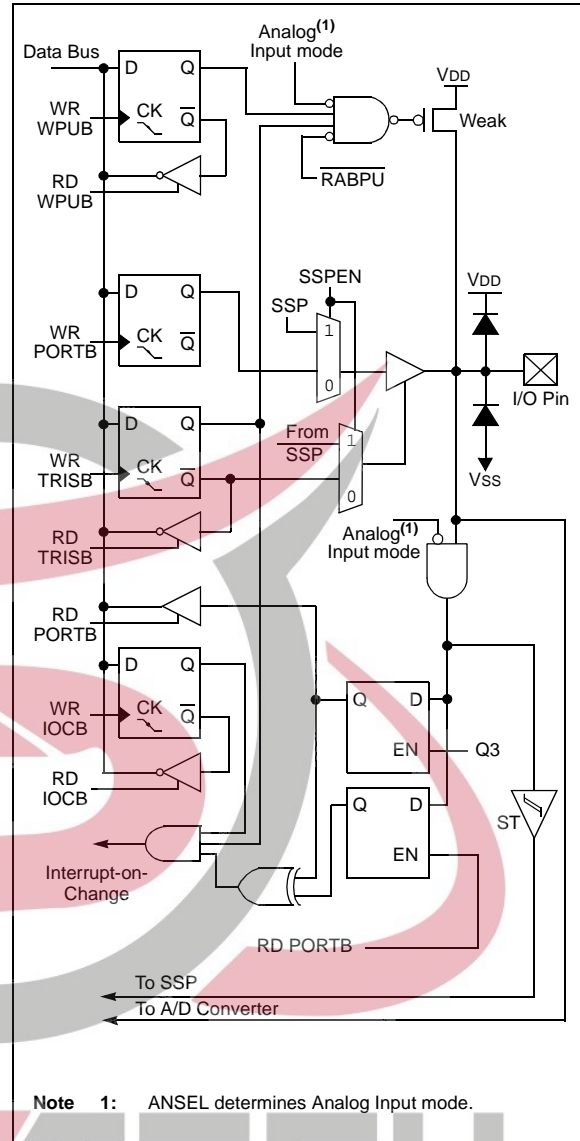 Analog(1)
Input mode
Data Bus
D Q
VDD
WR
WPUB
CK Q
Weak
RD
WPUB
RABPU
SSPEN
D Q
SSP
VDD
1
WR
PORTB
CK Q
0
I/O Pin
D Q
From
SSP
1
WR
TRISB
CK Q
0
VSS
Analog(1)
Input mode
RD
TRISB
RD
PORTB
D Q
WR
IOCB
CK Q
Q D
EN
Q3
RD
IOCB
Q D
ST
EN
Interrupt-on-
Change
RD PORTB
To SSP
To A/D Converter
Note 1: ANSEL determines Analog Input mode.